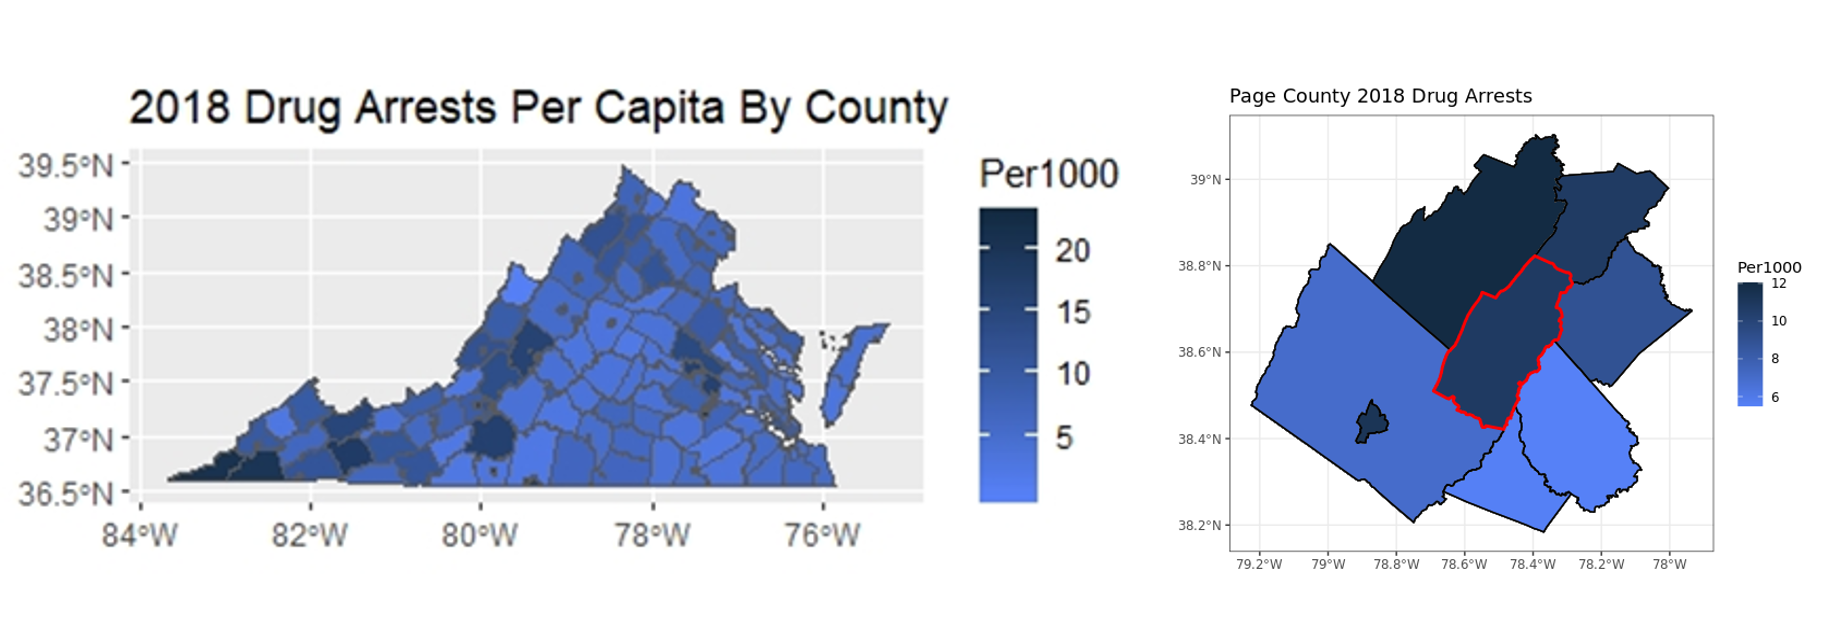 2018 Drug Arrests Per Capita By County
39.5°N
39°N
38.5°N
38°N
37.5°N
37°N
36.5°N
84°W 82°W 80°W 78°W 76°W
Per1000
20
15
10
5
Page County 2018 Drug Arrests
39°N
38.8°N
38.6°N
38.4°N
38.2°N
79.2°W 79°W 78.8°W 78.6°W 78.4°W 78.2°W 78°W
Per1000
12
10
8
6